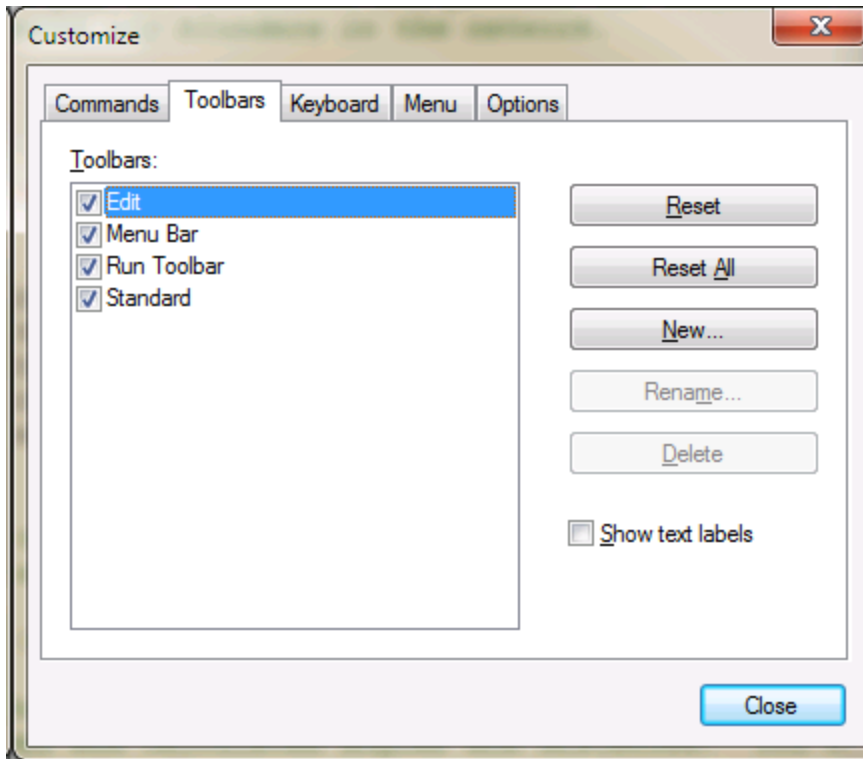 Customize
Commands Toolbars Keyboard Menu Options
Toolbars:
Edit
Menu Bar
Run Toolbar
Standard
Reset
Reset All
New...
Rename...
Delete
Show text labels
Close